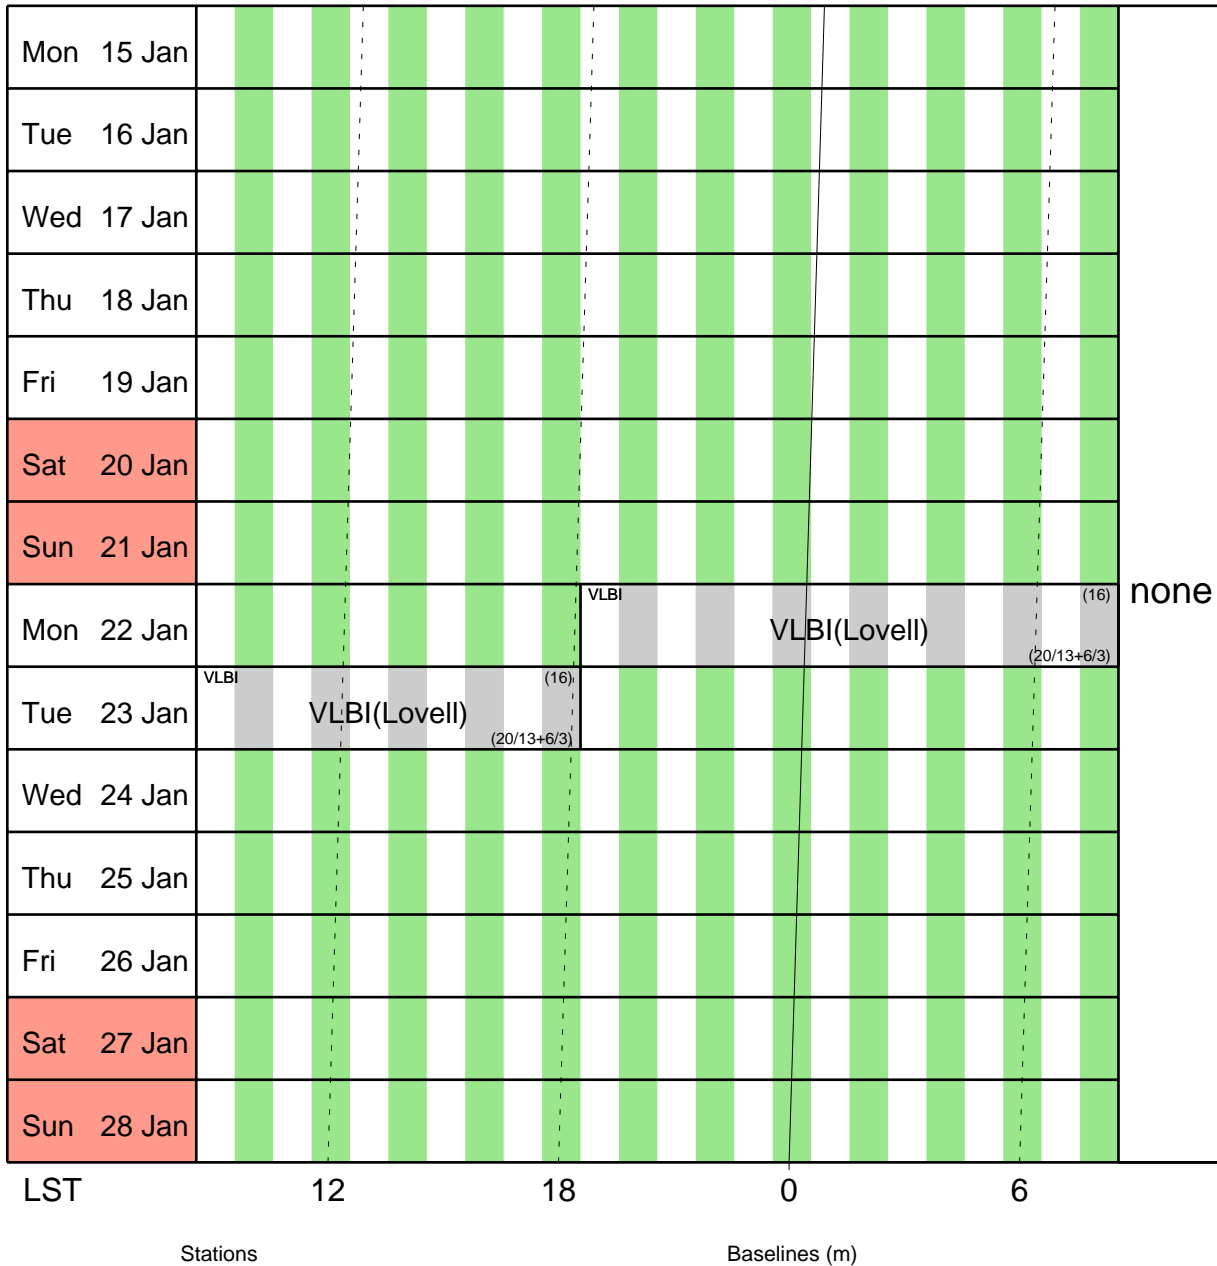 Mon 15 Jan
Tue 16 Jan
Wed 17 Jan
Thu 18 Jan
Fri 19 Jan
Sat 20 Jan
Sun 21 Jan
Mon 22 Jan
VLBI (16)
VLBI(Lovell)
(20/13+6/3)
none
Tue 23 Jan
VLBI (16)
VLBI(Lovell)
(20/13+6/3)
Wed 24 Jan
Thu 25 Jan
Fri 26 Jan
Sat 27 Jan
Sun 28 Jan
LST 12 18 0 6
Stations Baselines (m)